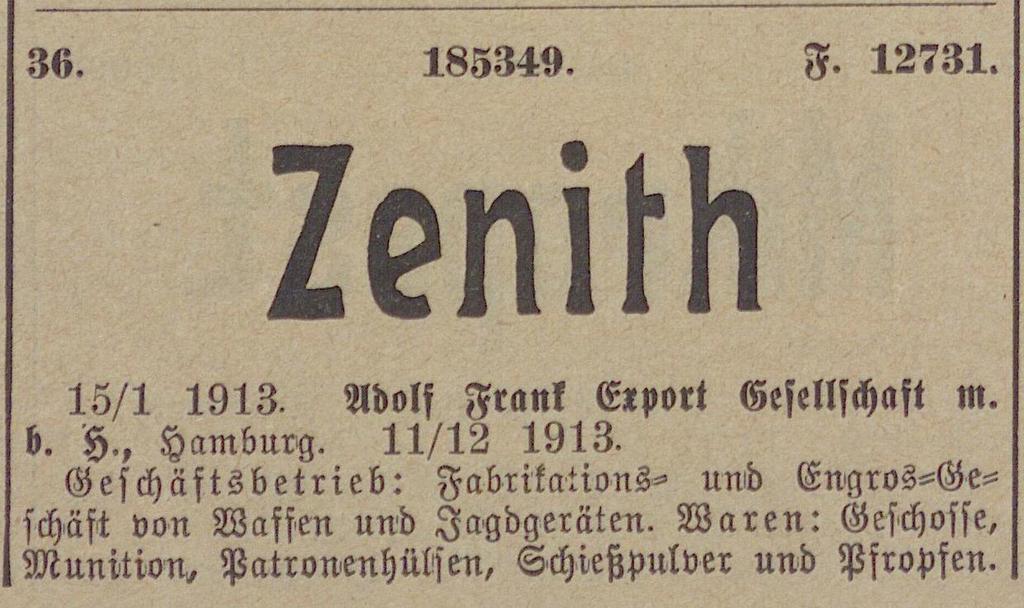 36. 185349. F. 12731.
Zenith
15/1 1913. Adolf Frank Export Gesellschaft m.
b. H., Hamburg. 11/12 1913.
Geschäftsbetrieb: Fabrikations- und Engros-Ge-
schäft von Waffen und Jagdgeräten. Waren: Geschosse,
Munition, Patronenhülsen, Schießpulver und Pfropfen.